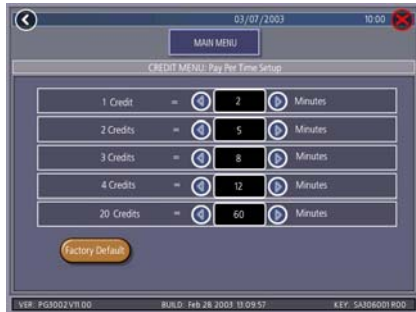 03/07/2003 10:00
MAIN MENU
CREDIT MENU: Pay Per Time Setup
1 Credit = 2 Minutes
2 Credits = 5 Minutes
3 Credits = 8 Minutes
4 Credits = 12 Minutes
20 Credits = 60 Minutes
Factory Default
VER: PG3002 V11.00 BUILD: Feb 28 2003 13:09:57 KEY: SA306001 R00